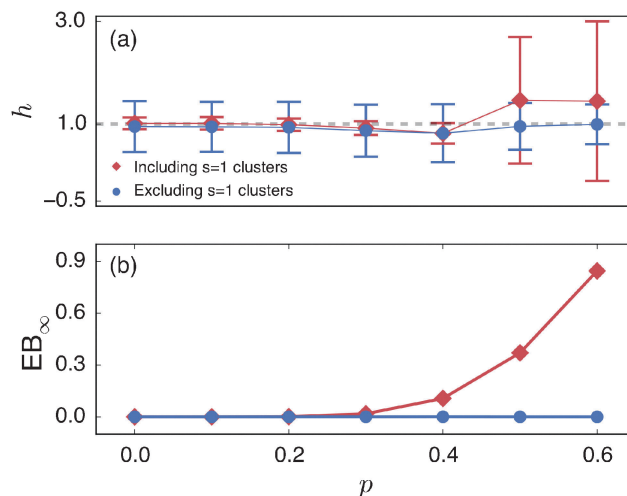 (a)
3.0
1.0
−0.5
h
Including s=1 clusters
Excluding s=1 clusters
(b)
0.9
0.6
0.3
0.0
EB∞
0.0
0.2
0.4
0.6
p